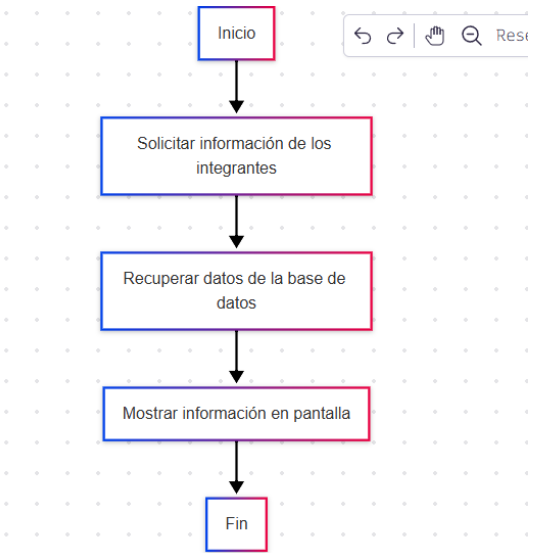 Inicio
Solicitar información de los
integrantes
Recuperar datos de la base de
datos
Mostrar información en pantalla
Fin